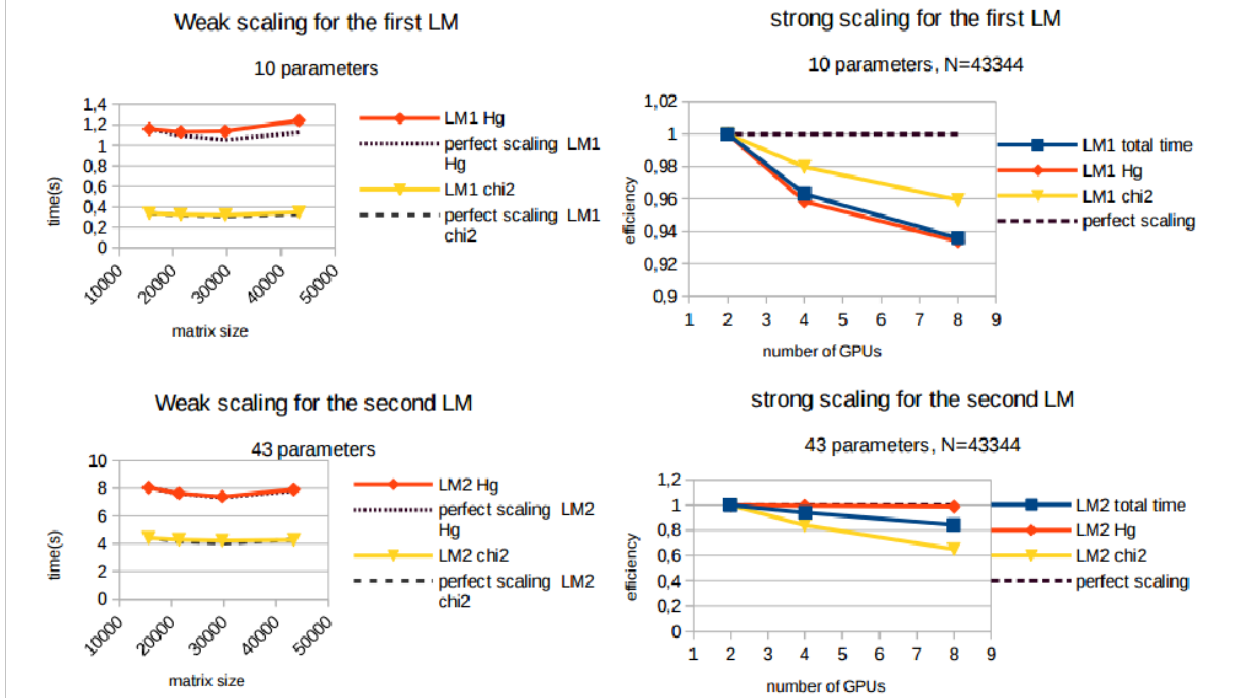 Weak scaling for the first LM
10 parameters
1,4
1,2
1
0,8
0,6
0,4
0,2
0
time(s)
10000
20000
30000
40000
50000
matrix size
LM1 Hg
perfect scaling LM1
Hg
LM1 chi2
perfect scaling LM1
chi2
strong scaling for the first LM
10 parameters, N=43344
1,02
1
0,98
0,96
0,94
0,92
0,9
efficiency
1 2 3 4 5 6 7 8 9
number of GPUs
LM1 total time
LM1 Hg
LM1 chi2
perfect scaling
Weak scaling for the second LM
43 parameters
10
8
6
4
2
0
time(s)
10000
20000
30000
40000
50000
matrix size
LM2 Hg
perfect scaling LM2
Hg
LM2 chi2
perfect scaling LM2
chi2
strong scaling for the second LM
43 parameters, N=43344
1,2
1
0,8
0,6
0,4
0,2
0
efficiency
1 2 3 4 5 6 7 8 9
number of GPUs
LM2 total time
LM2 Hg
LM2 chi2
perfect scaling